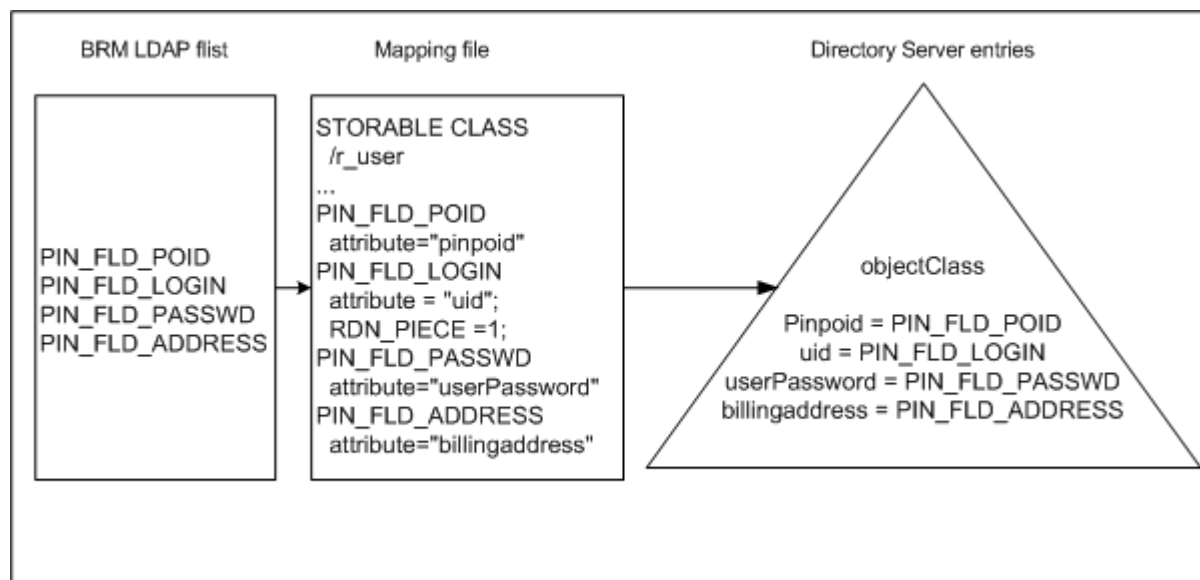 BRM LDAP flist
Mapping file
Directory Server entries
PIN_FLD_POID
PIN_FLD_LOGIN
PIN_FLD_PASSWD
PIN_FLD_ADDRESS
STORABLE CLASS
/r_user
...
PIN_FLD_POID
attribute="pinpoid"
PIN_FLD_LOGIN
attribute = "uid";
RDN_PIECE =1;
PIN_FLD_PASSWD
attribute="userPassword"
PIN_FLD_ADDRESS
attribute="billingaddress"
objectClass
Pinpoid = PIN_FLD_POID
uid = PIN_FLD_LOGIN
userPassword = PIN_FLD_PASSWD
billingaddress = PIN_FLD_ADDRESS